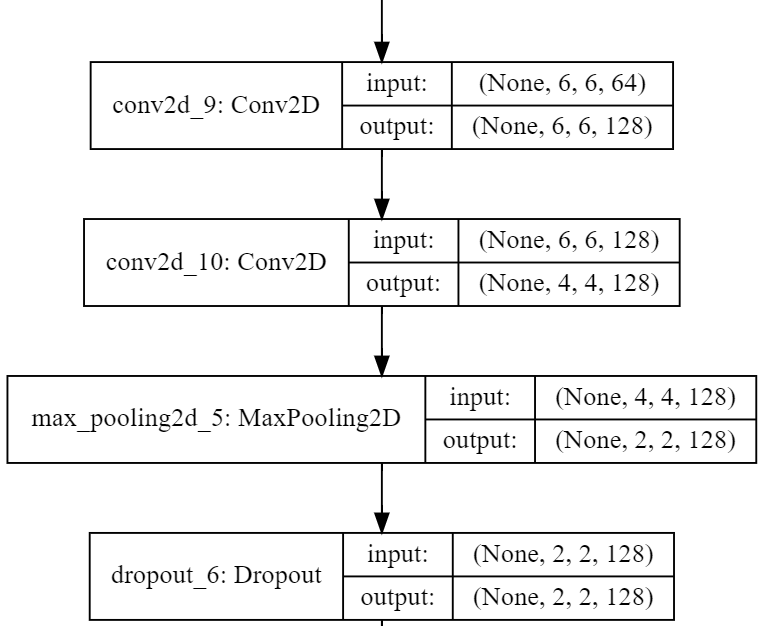 conv2d_9: Conv2D
input:
(None, 6, 6, 64)
output:
(None, 6, 6, 128)
conv2d_10: Conv2D
input:
(None, 6, 6, 128)
output:
(None, 4, 4, 128)
max_pooling2d_5: MaxPooling2D
input:
(None, 4, 4, 128)
output:
(None, 2, 2, 128)
dropout_6: Dropout
input:
(None, 2, 2, 128)
output:
(None, 2, 2, 128)